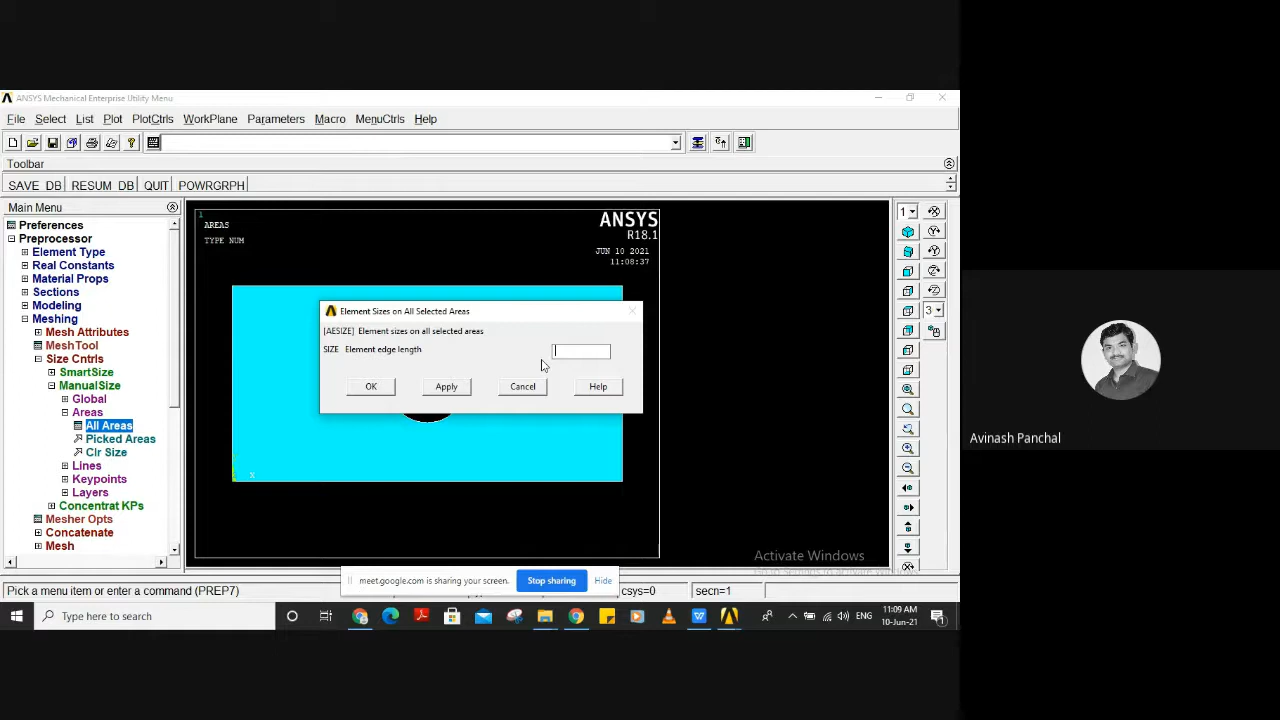 ANSYS Mechanical Enterprise Utility Menu
File Select List Plot PlotCtrls WorkPlane Parameters Macro MenuCtrls Help
Toolbar
SAVE_DB RESUM_DB QUIT POWRGRPH
Main Menu
Preferences
Preprocessor
Element Type
Real Constants
Material Props
Sections
Modeling
Meshing
Mesh Attributes
MeshTool
Size Cntrls
SmartSize
ManualSize
Global
Areas
All Areas
Picked Areas
Clr Size
Lines
Keypoints
Layers
Concentrat KPs
Mesher Opts
Concatenate
Mesh
1
AREAS
TYPE NUM
ANSYS
R18.1
JUN 10 2021
11:08:37
Element Sizes on All Selected Areas
[AESIZE] Element sizes on all selected areas
SIZE Element edge length
OK Apply Cancel Help
X
1
3
Activate Windows
meet.google.com is sharing your screen. Stop sharing Hide
Pick a menu item or enter a command (PREP7)
csys=0 secn=1
Type here to search
ENG
11:09 AM
10-Jun-21
1
Avinash Panchal